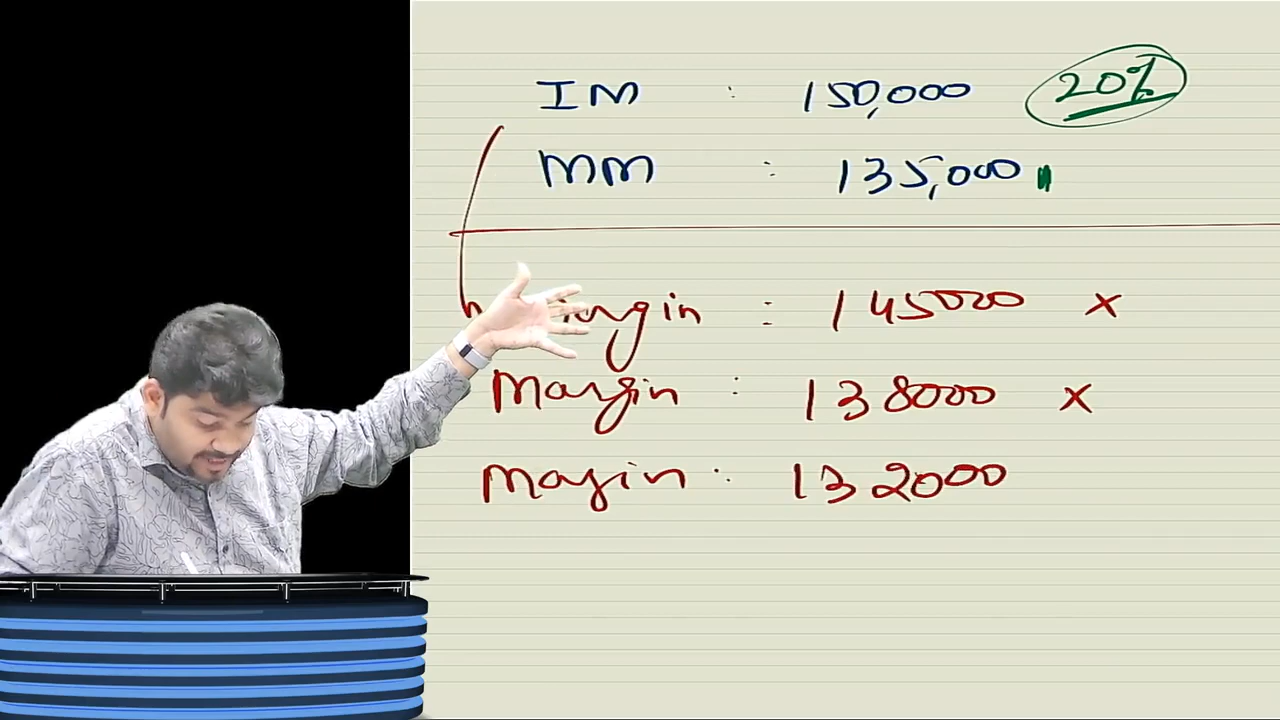 IM : 150,000 20%
MM : 135,000
: 145000 x
Margin : 138000 x
Margin : 132000